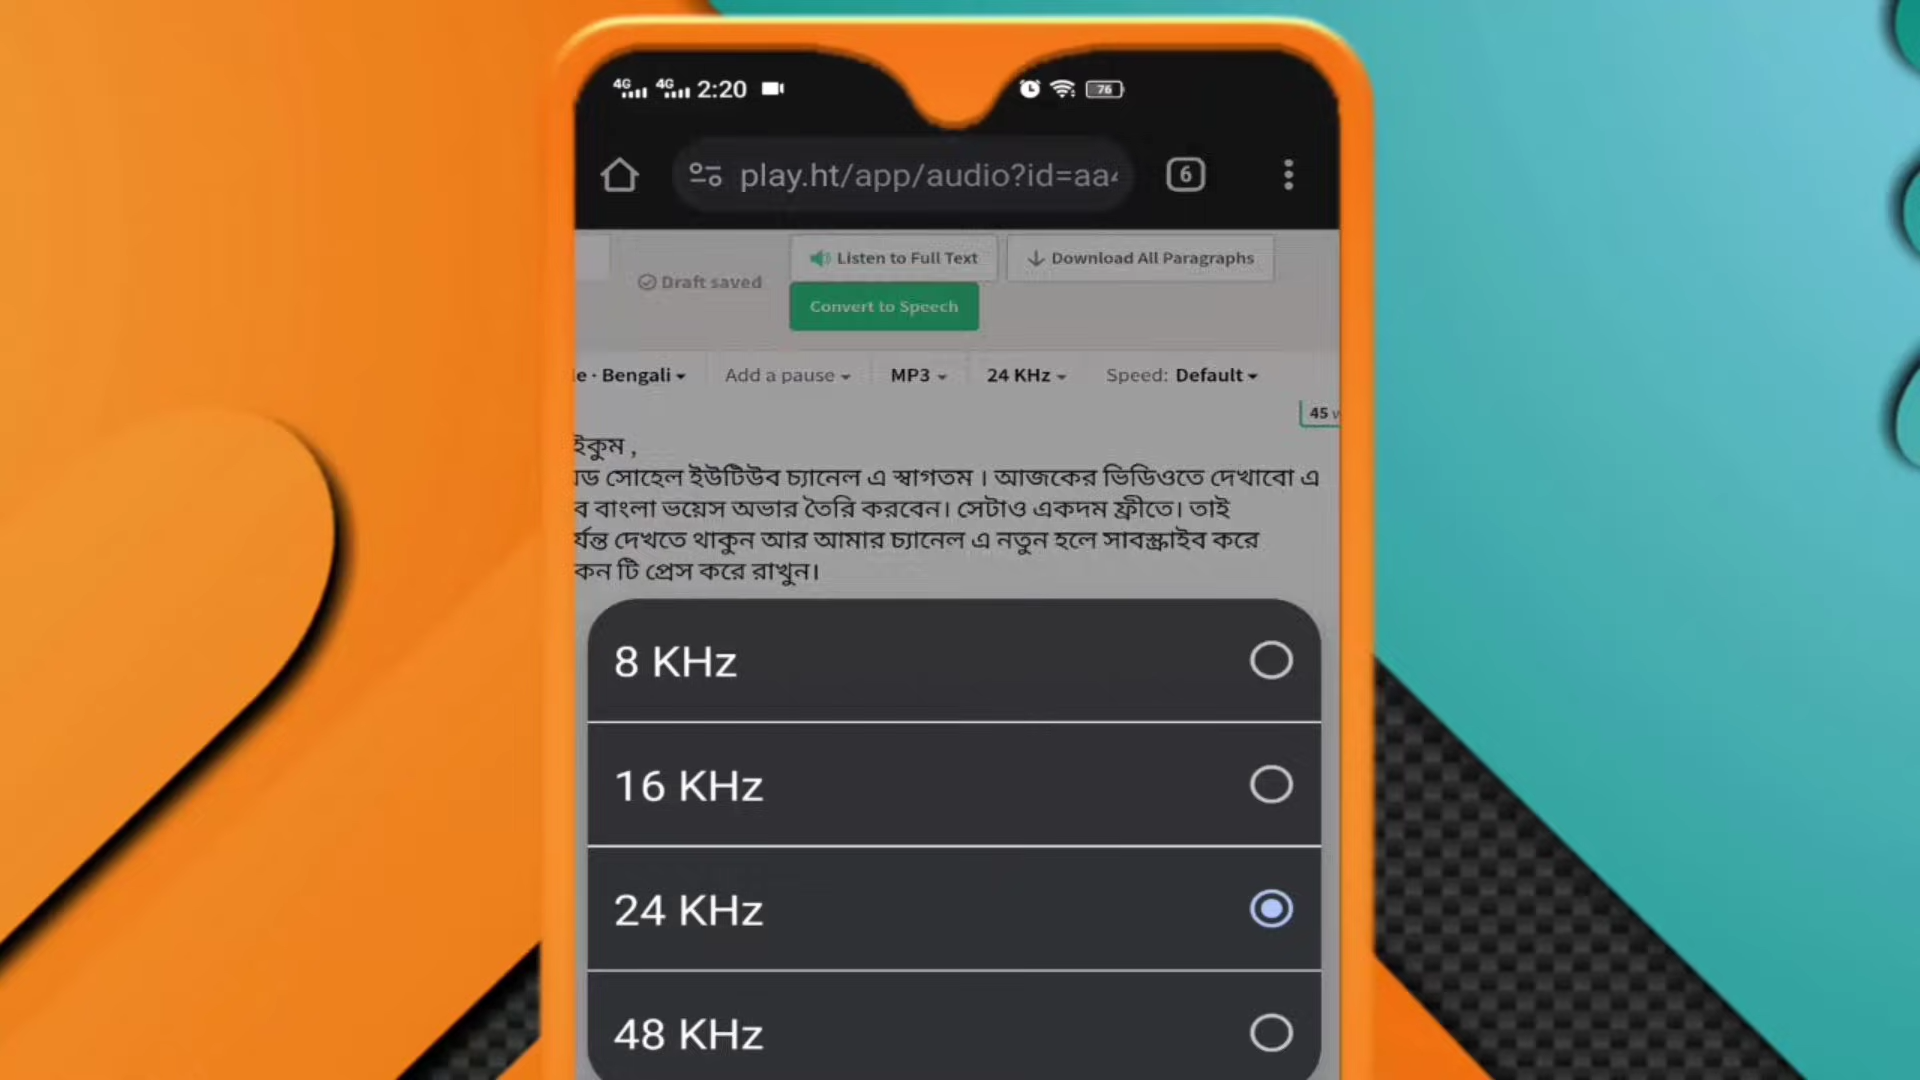 4G 4G 2:20 76
play.ht/app/audio?id=aa
6
Listen to Full Text
Download All Paragraphs
Draft saved
Convert to Speech
Bengali
Add a pause
MP3
24 KHz
Speed: Default
45
ইকুম ,
সোহেল ইউটিউব চ্যানেল এ স্বাগতম । আজকের ভিডিওতে দেখাবো এ
ব বাংলা ভয়েস অভার তৈরি করবেন। সেটাও একদম ফ্রীতে। তাই
র্যন্ত দেখতে থাকুন আর আমার চ্যানেল এ নতুন হলে সাবস্ক্রাইব করে
কন টি প্রেস করে রাখুন।
8 KHz
16 KHz
24 KHz
48 KHz